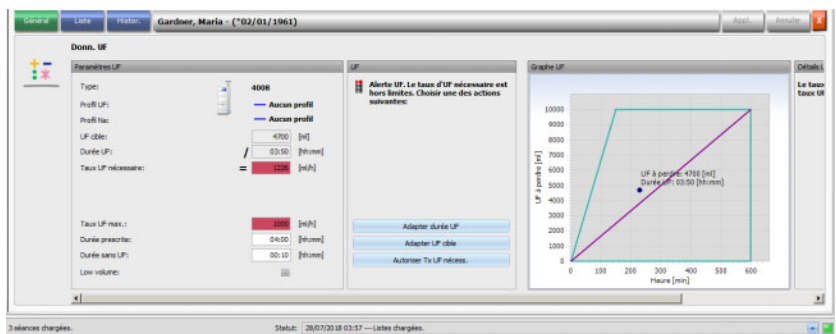 Général Liste Histor. Gardner, Maria - (*02/01/1961) Appl. Annuler X
Donn. UF
Paramètres UF
Type: 4008
Profil UF: Aucun profil
Profil Na: Aucun profil
UF cible: 4700 [ml]
Durée UF: / 03:50 [hh:mm]
Taux UF nécessaire: = 1226 [ml/h]
Taux UF max.: 1000 [ml/h]
Durée prescrite: 04:00 [hh:mm]
Durée sans UF: 00:10 [hh:mm]
Low volume:
UF
Alerte UF. Le taux d'UF nécessaire est
hors limites. Choisir une des actions
suivantes:
Adapter durée UF
Adapter UF cible
Autoriser Tx UF nécess.
Graphe UF
UF à perdre [ml]
10000
9000
8000
7000
6000
5000
4000
3000
2000
1000
0
UF à perdre: 4700 [ml]
Durée UF: 03:50 [hh:mm]
0 100 200 300 400 500 600
Heure [min]
Détails U
Le taux
taux UF
3 séances chargées. Statut: 28/07/2018 03:57 — Listes chargées.